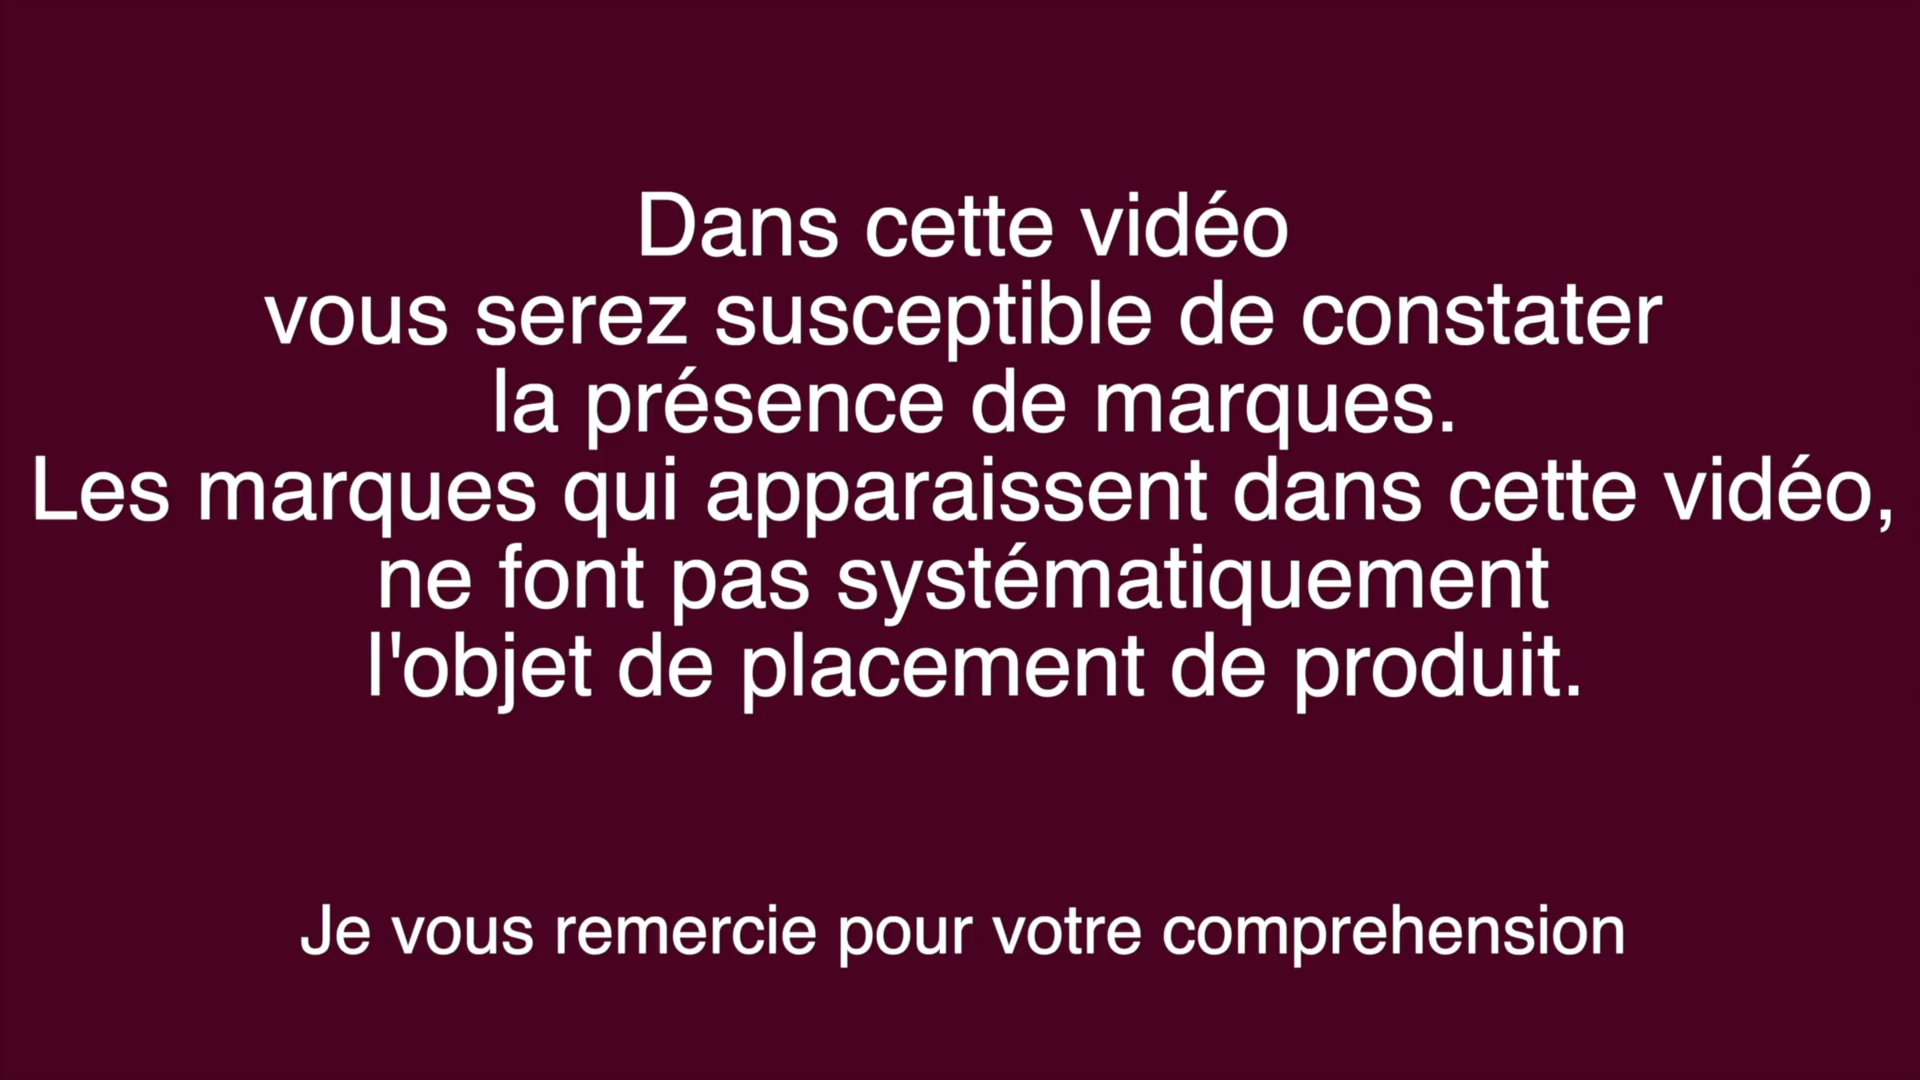 Dans cette vidéo
vous serez susceptible de constater
la présence de marques.
Les marques qui apparaissent dans cette vidéo,
ne font pas systématiquement
l'objet de placement de produit.
Je vous remercie pour votre comprehension